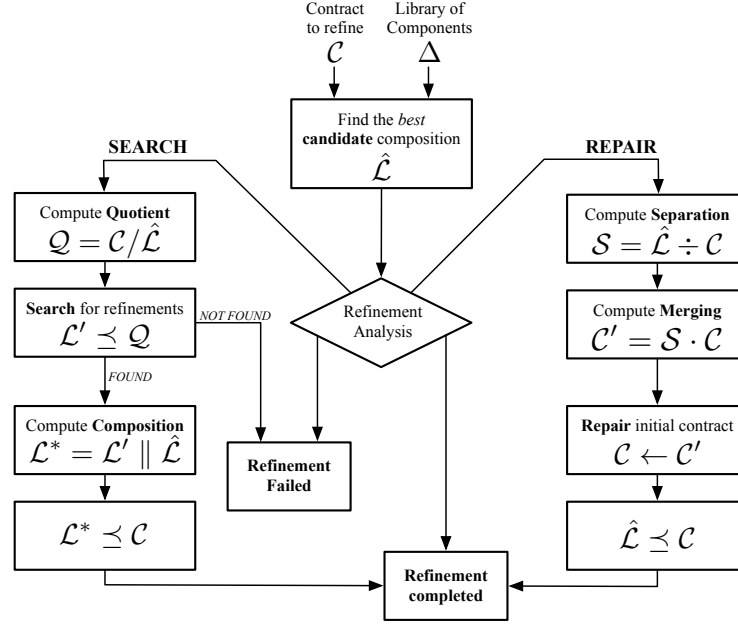 Contract
to refine
𝒞
Library of
Components
Δ
Find the best
candidate composition
ℒ̂
SEARCH
REPAIR
Compute Quotient
𝒬 = 𝒞/ℒ̂
Search for refinements
ℒ′ ⪯ 𝒬
NOT FOUND
FOUND
Compute Composition
ℒ* = ℒ′ ∥ ℒ̂
ℒ* ⪯ 𝒞
Refinement
Analysis
Refinement
Failed
Compute Separation
𝒮 = ℒ̂ ÷ 𝒞
Compute Merging
𝒞′ = 𝒮 · 𝒞
Repair initial contract
𝒞 ← 𝒞′
ℒ̂ ⪯ 𝒞
Refinement
completed